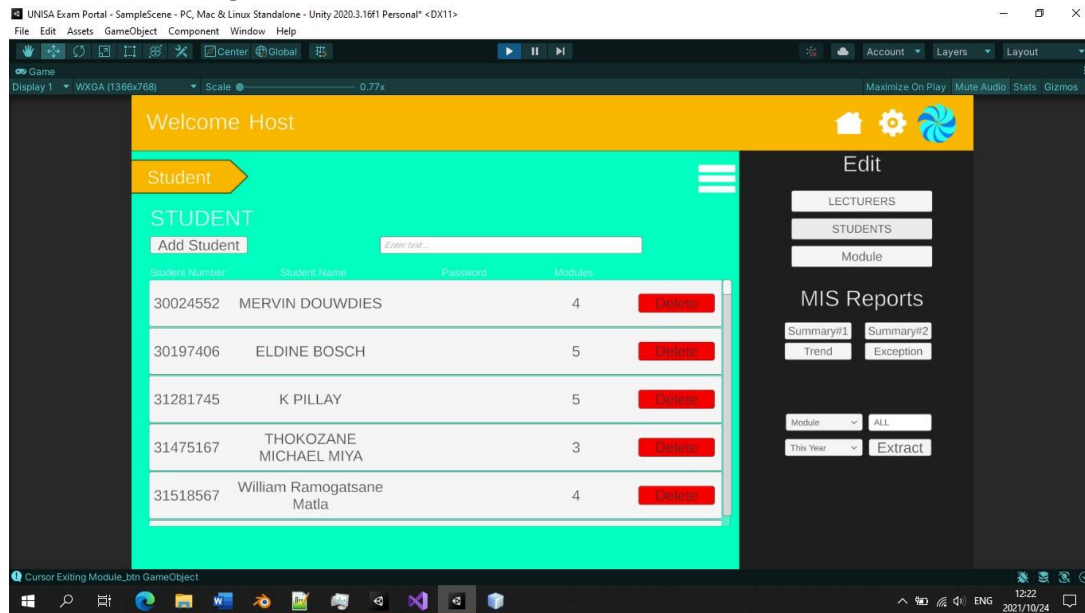 UNISA Exam Portal - SampleScene - PC, Mac & Linux Standalone - Unity 2020.3.16f1 Personal* <DX11>
File Edit Assets GameObject Component Window Help
Center Global Account Layers Layout
Game
Display 1 WXGA (1366x768) Scale 0.77x Maximize On Play Mute Audio Stats Gizmos
Welcome Host
Student
STUDENT
Add Student Enter text...
Student Number Student Name Password Modules
30024552 MERVIN DOUWDIES 4 Delete
30197406 ELDINE BOSCH 5 Delete
31281745 K PILLAY 5 Delete
31475167 THOKOZANE MICHAEL MIYA 3 Delete
31518567 William Ramogatsane Matla 4 Delete
Edit
LECTURERS
STUDENTS
Module
MIS Reports
Summary#1 Summary#2
Trend Exception
Module ALL
This Year Extract
Cursor Exiting Module_btn GameObject
ENG 12:22
2021/10/24